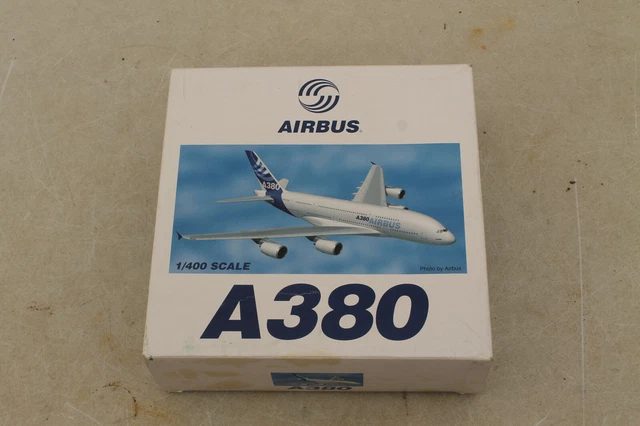 AIRBUS
A380
A380 AIRBUS
1/400 SCALE
Photo by Airbus
A380
A380